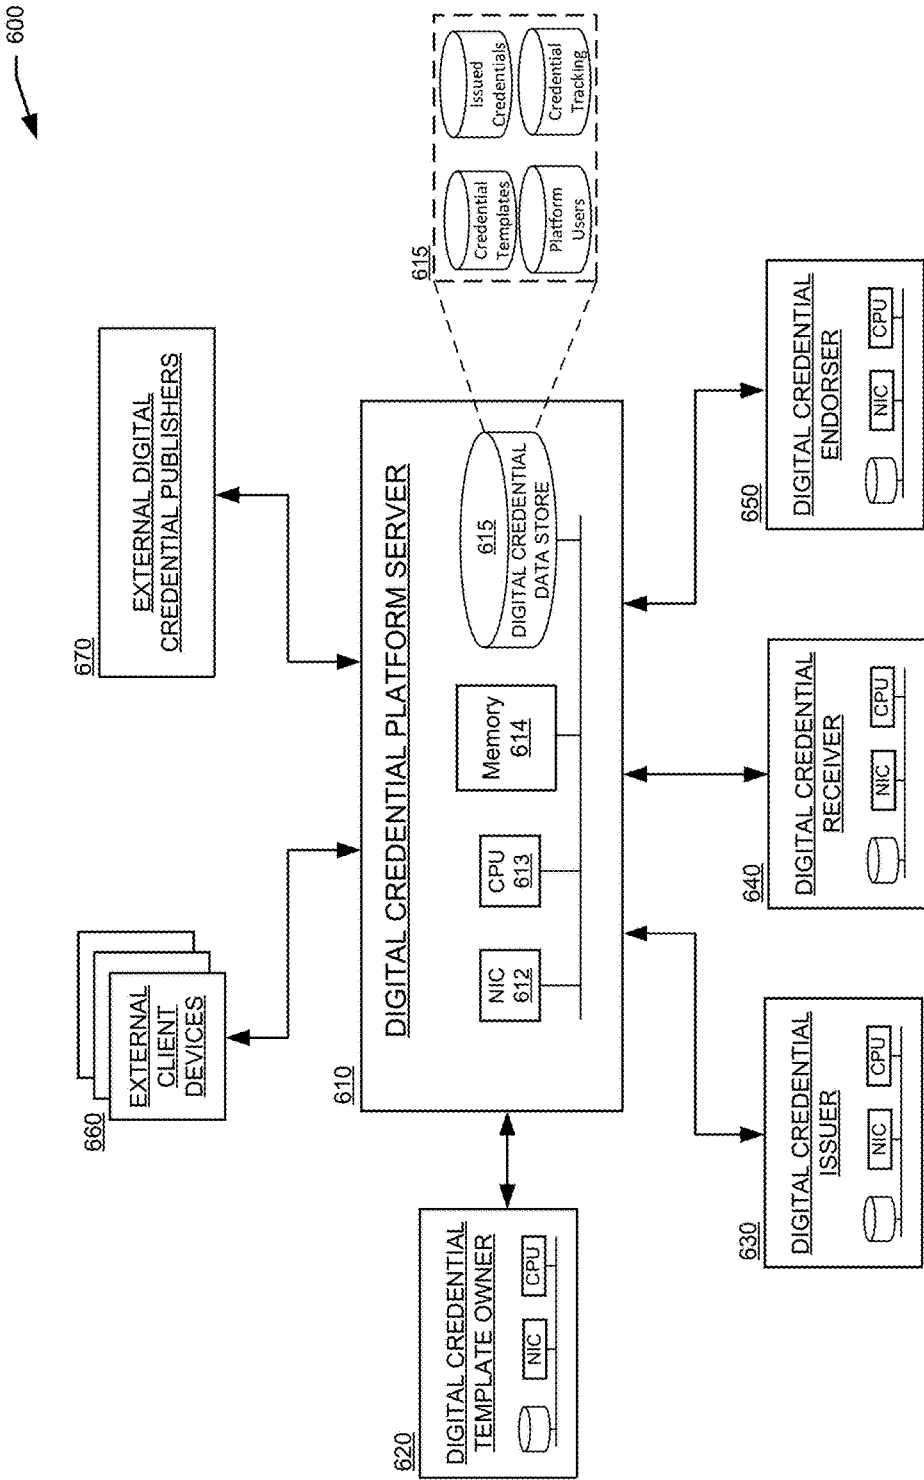 600
660
EXTERNAL
CLIENT
DEVICES
670
EXTERNAL DIGITAL
CREDENTIAL PUBLISHERS
610
DIGITAL CREDENTIAL PLATFORM SERVER
NIC
612
CPU
613
Memory
614
615
DIGITAL CREDENTIAL
DATA STORE
615
Credential
Templates
Issued
Credentials
Platform
Users
Credential
Tracking
620
DIGITAL CREDENTIAL
TEMPLATE OWNER
NIC
CPU
630
DIGITAL CREDENTIAL
ISSUER
NIC
CPU
640
DIGITAL CREDENTIAL
RECEIVER
NIC
CPU
650
DIGITAL CREDENTIAL
ENDORSER
NIC
CPU